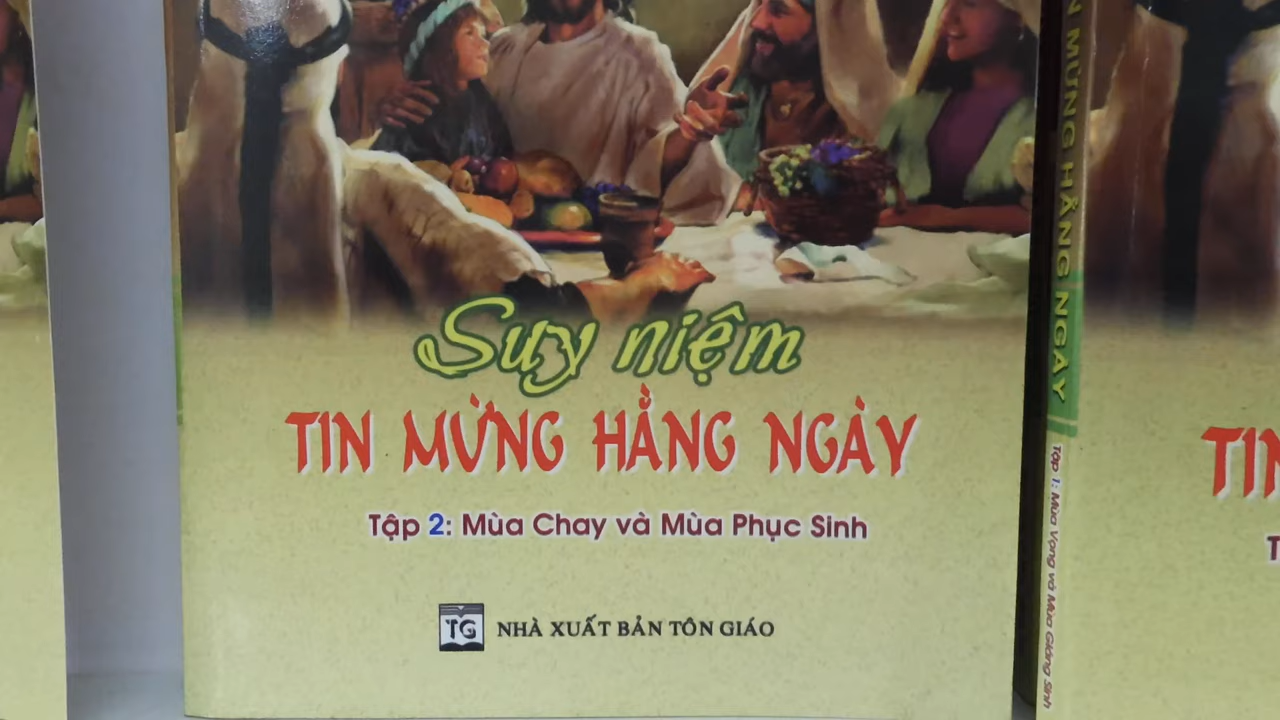 Suy niệm
TIN MỪNG HẰNG NGÀY
Tập 2: Mùa Chay và Mùa Phục Sinh
TG
NHÀ XUẤT BẢN TÔN GIÁO
MỪNG HẰNG NGÀY
Tập 1: Mùa Vọng và Mùa Giáng Sinh
TIN